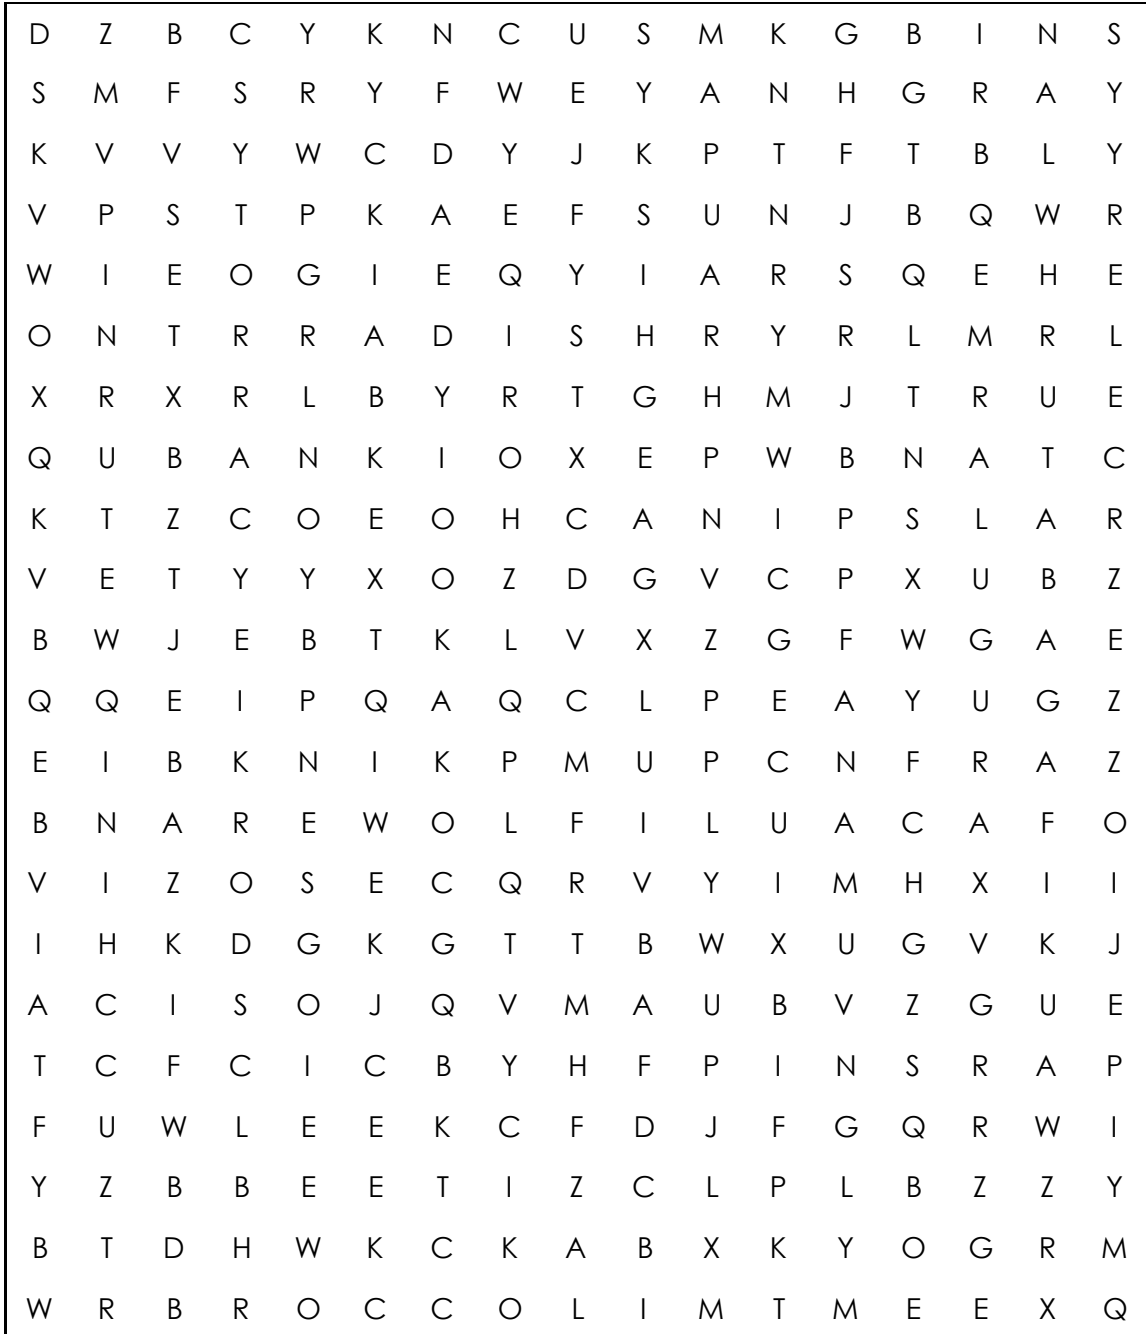 D Z B C Y K N C U S M K G B I N S
S M F S R Y F W E Y A N H G R A Y
K V V Y W C D Y J K P T F T B L Y
V P S T P K A E F S U N J B Q W R
W I E O G I E Q Y I A R S Q E H E
O N T R R A D I S H R Y R L M R L
X R X R L B Y R T G H M J T R U E
Q U B A N K I O X E P W B N A T C
K T Z C O E O H C A N I P S L A R
V E T Y Y X O Z D G V C P X U B Z
B W J E B T K L V X Z G F W G A E
Q Q E I P Q A Q C L P E A Y U G Z
E I B K N I K P M U P C N F R A Z
B N A R E W O L F I L U A C A F O
V I Z O S E C Q R V Y I M H X I I
I H K D G K G T T B W X U G V K J
A C I S O J Q V M A U B V Z G U E
T C F C I C B Y H F P I N S R A P
F U W L E E K C F D J F G Q R W I
Y Z B B E E T I Z C L P L B Z Z Y
B T D H W K C K A B X K Y O G R M
W R B R O C C O L I M T M E E X Q